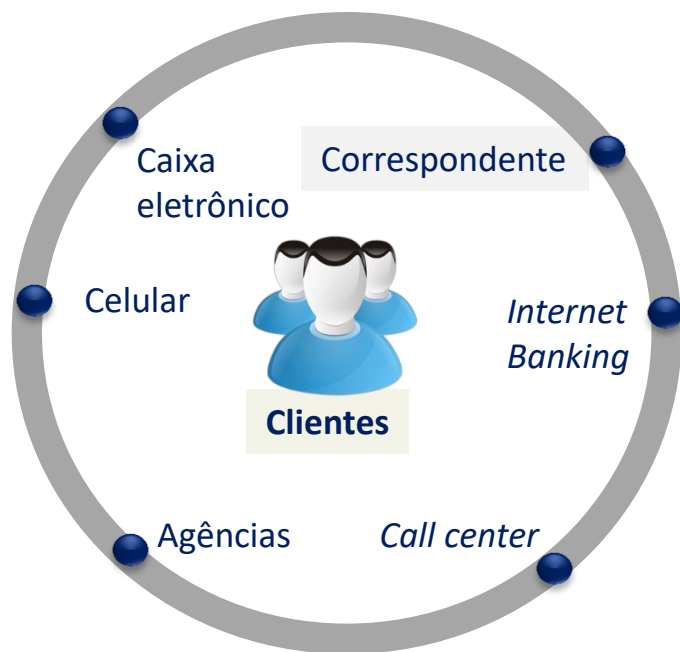 Caixa
eletrônico
Correspondente
Celular
Internet
Banking
Clientes
Agências
Call center